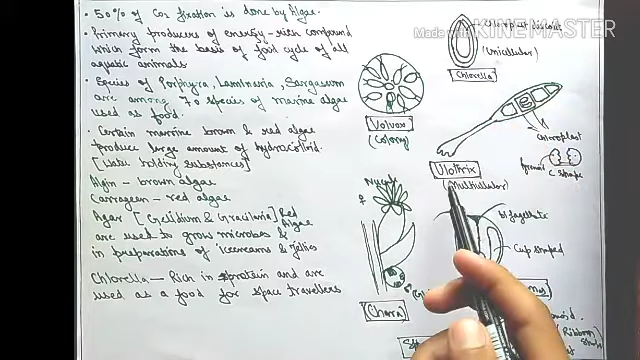 • 50% of CO2 fixation is done by Algae.
• Primery producers of energy-rich compound
which form the basis of food cycle of all
aquatic animals
• Species of Porphyra, Laminaria, Sargassum
are among 70 species of marine algae
used as food.
• Certain marine brown & red algae
produce large amount of hydrocolloid.
[Water holding substances]
Algin - brown algae
Carrageen - red algae
Agar [Gelidium & Gracilaria] Red Algae
are used to grow microbes &
in preparations of icecreams & Jellies
Chlorella - Rich in protein and are
used as a food for space travellers
Volvox
(Colony)
Nucule
Chara
Made with KINEMASTER
Chloroplast
(Unicellular)
Chlorella
Chloroplast
Ulothrix
(Multicellular)
C shape
biflagellate
Cup shaped
(Ribbon